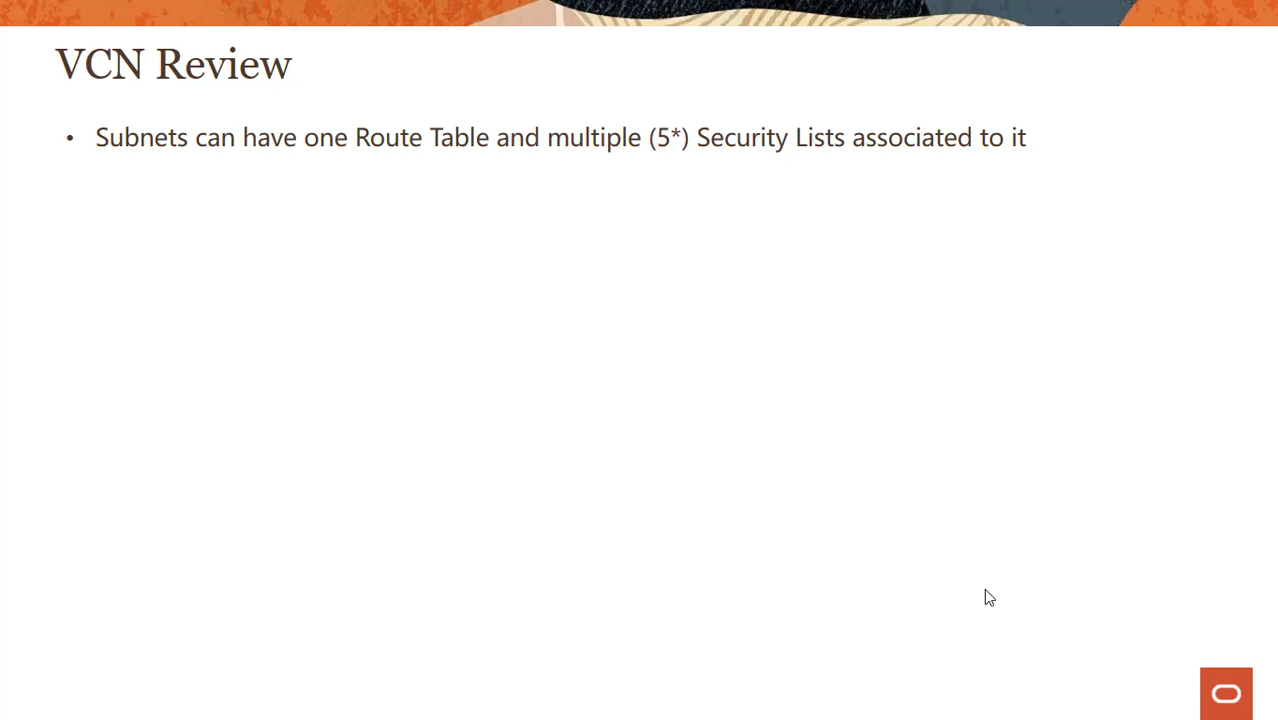 VCN Review
• Subnets can have one Route Table and multiple (5*) Security Lists associated to it